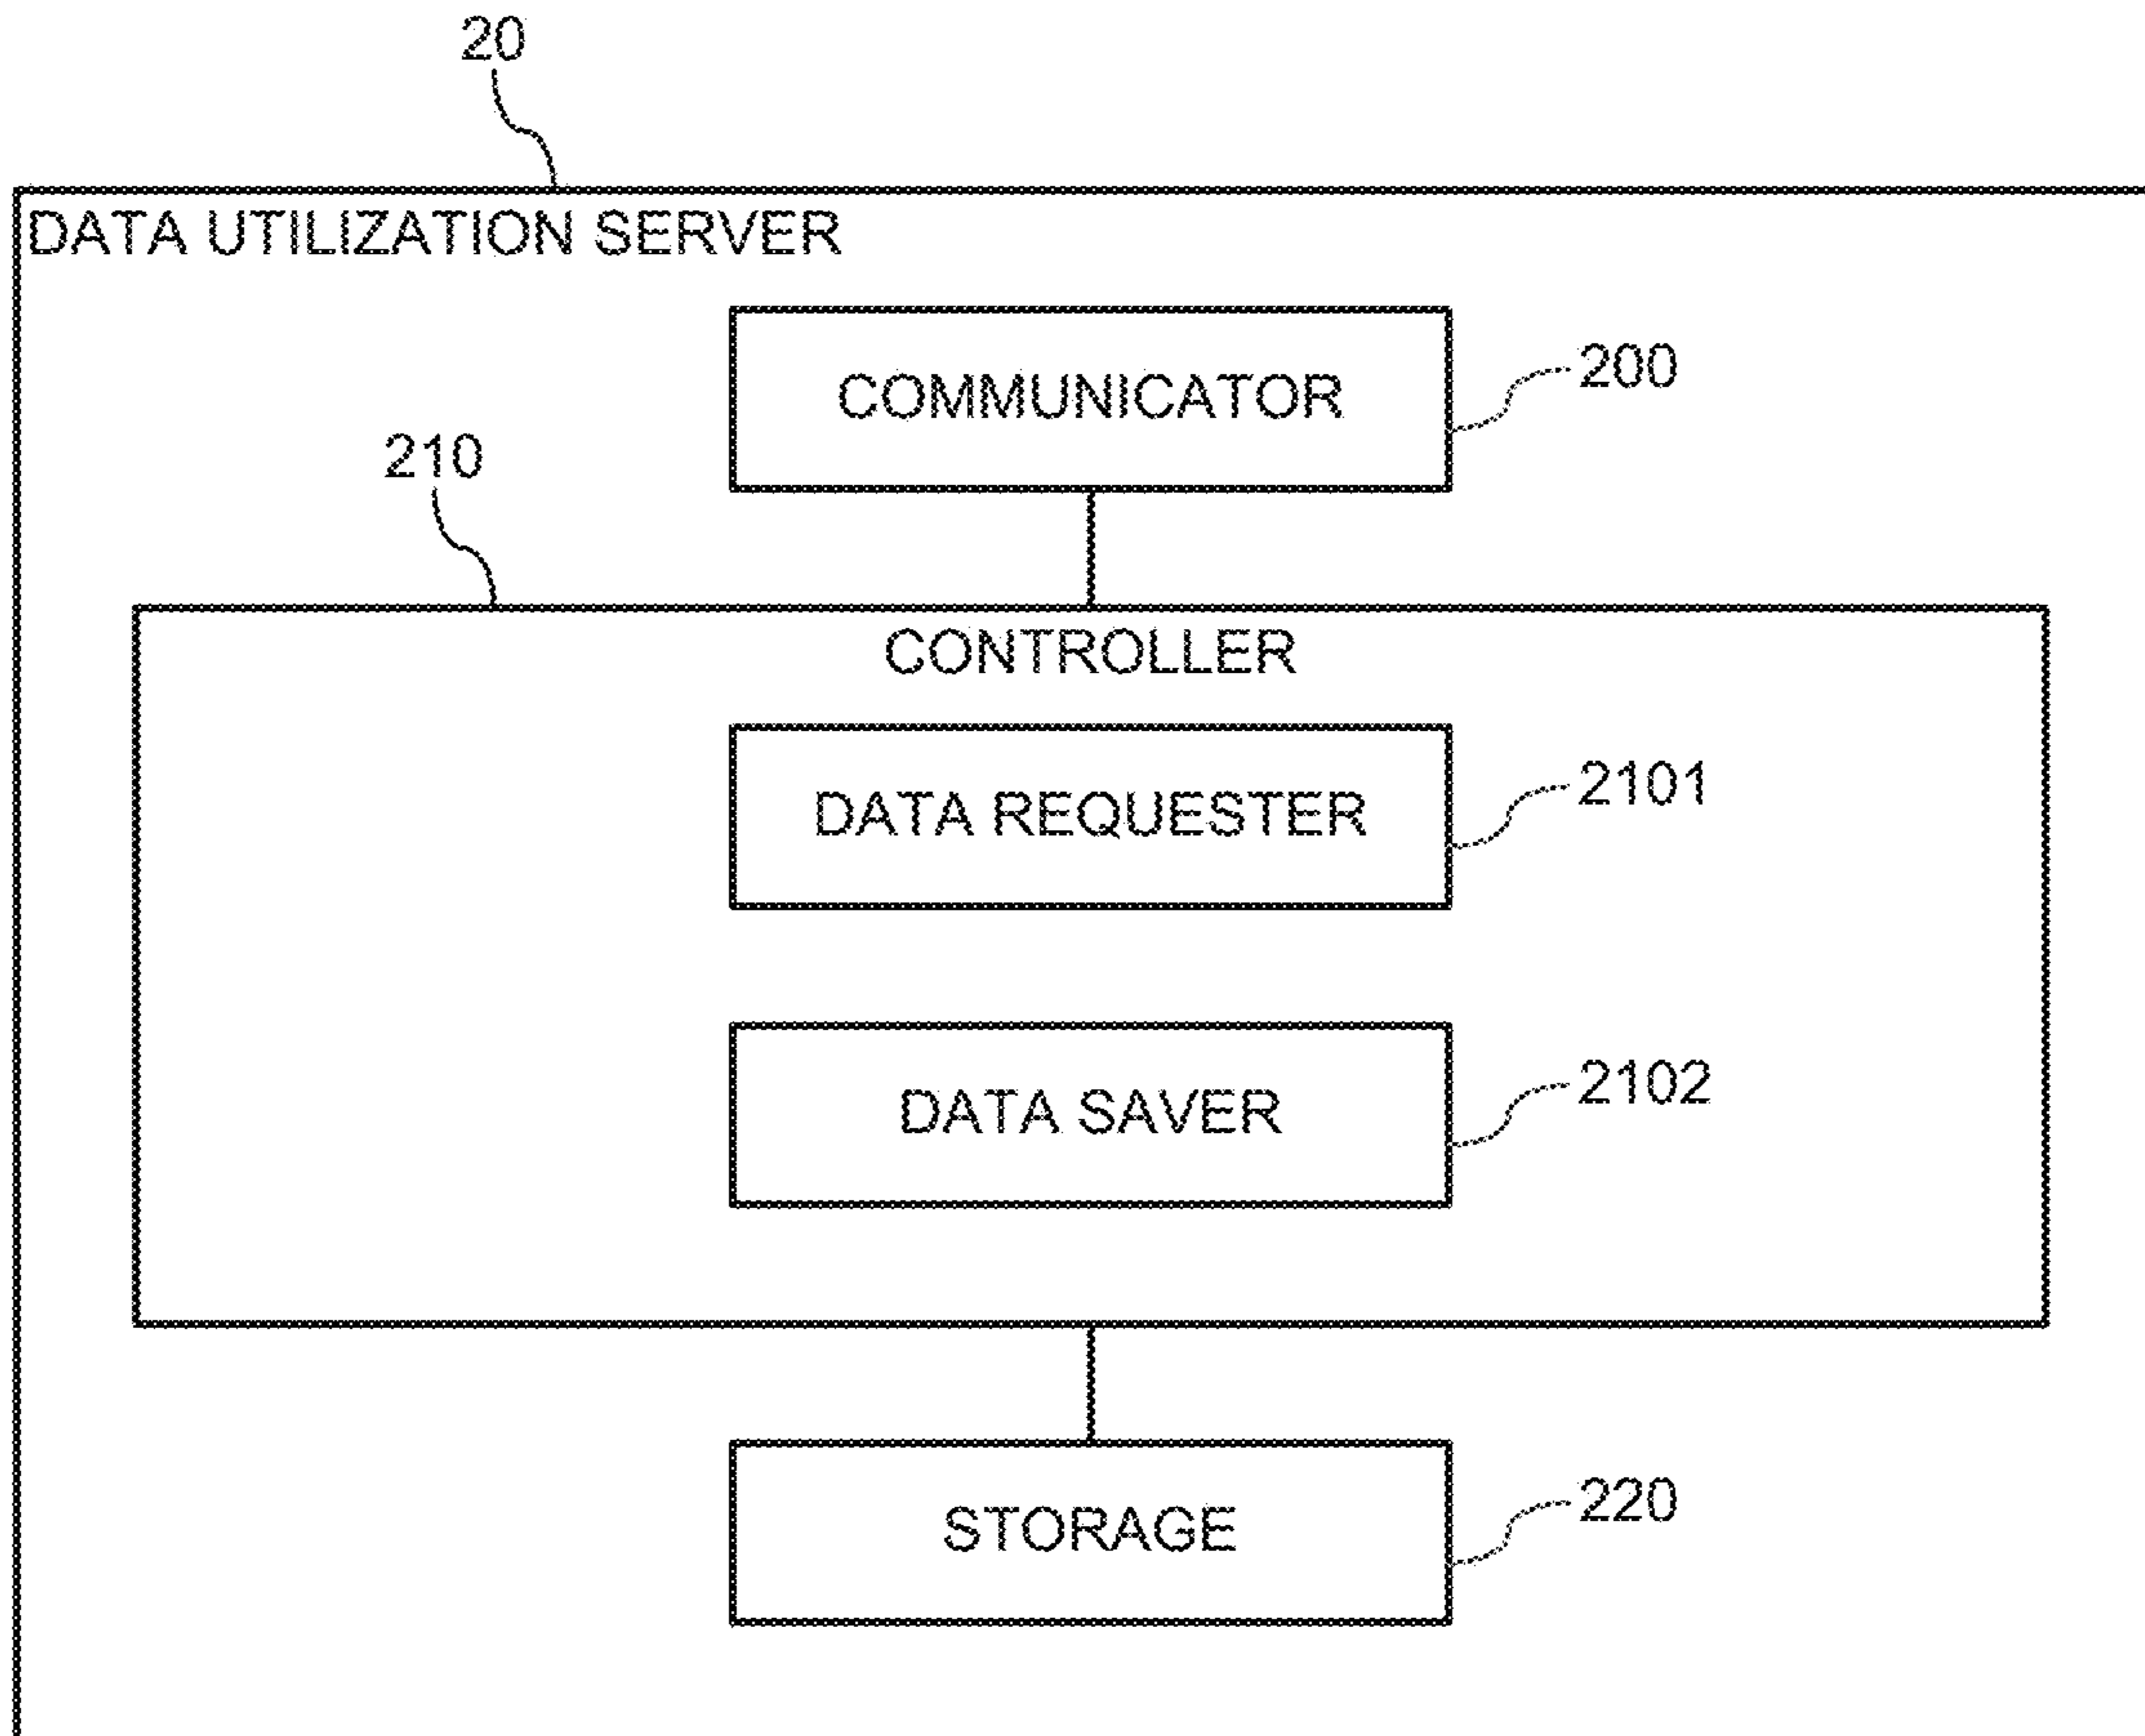 20
DATA UTILIZATION SERVER
COMMUNICATOR
200
210
CONTROLLER
DATA REQUESTER
2101
DATA SAVER
2102
STORAGE
220